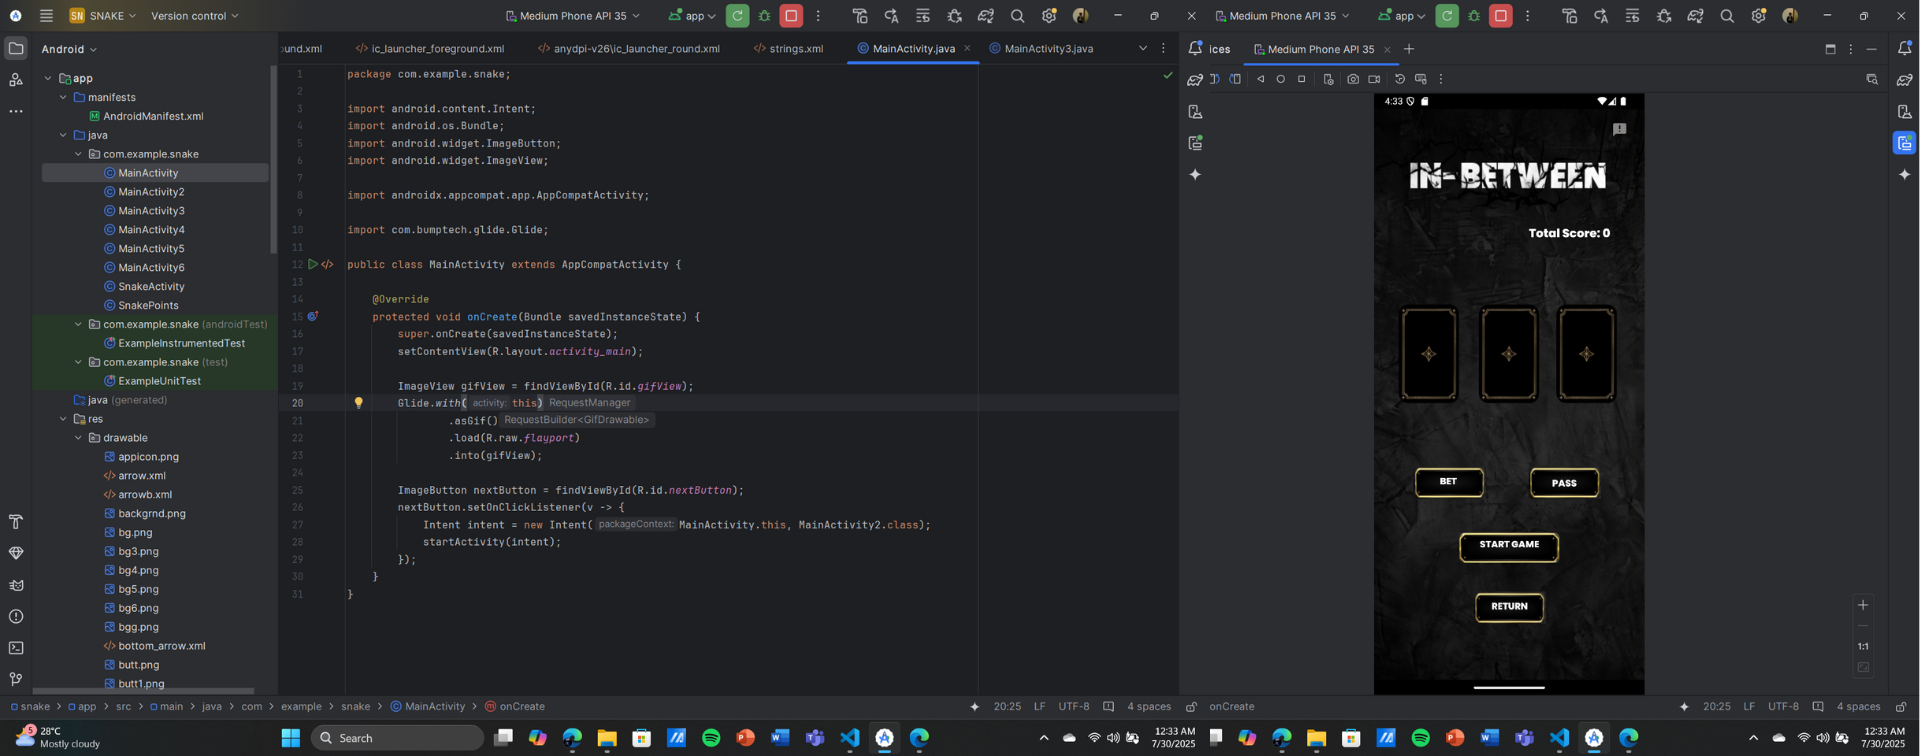 SN SNAKE Version control Medium Phone API 35 app Medium Phone API 35 app
Android
ound.xml ic_launcher_foreground.xml anydpi-v26\ic_launcher_round.xml strings.xml MainActivity.java MainActivity3.java
ices Medium Phone API 35
app
manifests
AndroidManifest.xml
java
com.example.snake
MainActivity
MainActivity2
MainActivity3
MainActivity4
MainActivity5
MainActivity6
SnakeActivity
SnakePoints
com.example.snake (androidTest)
ExampleInstrumentedTest
com.example.snake (test)
ExampleUnitTest
java (generated)
res
drawable
appicon.png
arrow.xml
arrowb.xml
backgrnd.png
bg.png
bg3.png
bg4.png
bg5.png
bg6.png
bgg.png
bottom_arrow.xml
butt.png
butt1.png
1 package com.example.snake;
2
3 import android.content.Intent;
4 import android.os.Bundle;
5 import android.widget.ImageButton;
6 import android.widget.ImageView;
7
8 import androidx.appcompat.app.AppCompatActivity;
9
10 import com.bumptech.glide.Glide;
11
12 public class MainActivity extends AppCompatActivity {
13
14 @Override
15 protected void onCreate(Bundle savedInstanceState) {
16 super.onCreate(savedInstanceState);
17 setContentView(R.layout.activity_main);
18
19 ImageView gifView = findViewById(R.id.gifView);
20 Glide.with( activity: this) RequestManager
21 .asGif() RequestBuilder<GifDrawable>
22 .load(R.raw.flayport)
23 .into(gifView);
24
25 ImageButton nextButton = findViewById(R.id.nextButton);
26 nextButton.setOnClickListener(v -> {
27 Intent intent = new Intent( packageContext: MainActivity.this, MainActivity2.class);
28 startActivity(intent);
29 });
30 }
31 }
4:33
IN-BETWEEN
Total Score: 0
BET PASS
START GAME
RETURN
1:1
snake > app > src > main > java > com > example > snake > MainActivity > onCreate 20:25 LF UTF-8 4 spaces onCreate 20:25 LF UTF-8 4 spaces
5 28°C
Mostly cloudy
Search
12:33 AM
7/30/2025
12:33 AM
7/30/2025